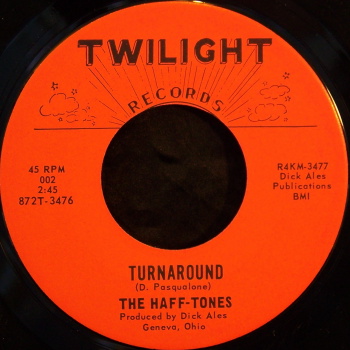 TWILIGHT
RECORDS
45 RPM
002
2:45
872T-3476
R4KM-3477
Dick Ales
Publications
BMI
TURNAROUND
(D. Pasqualone)
THE HAFF-TONES
Produced by Dick Ales
Geneva, Ohio